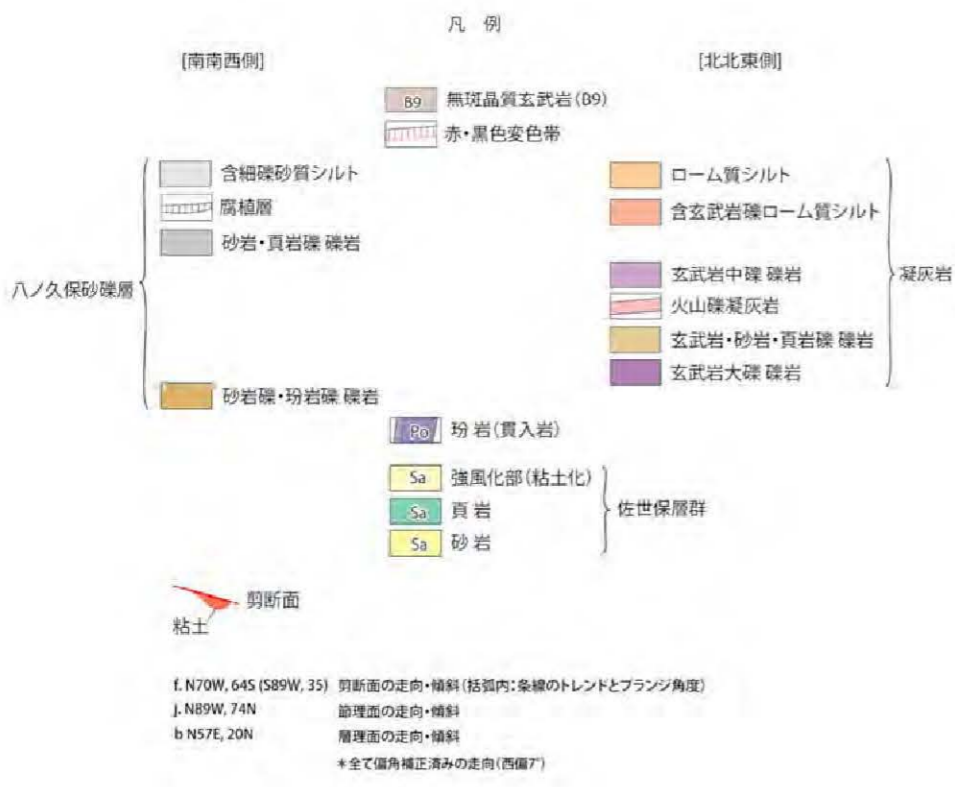 凡 例
[南南西側]
[北北東側]
B9 無斑晶質玄武岩(B9)
赤・黒色変色帯
含細礫砂質シルト
腐植層
砂岩・頁岩礫 礫岩
砂岩礫・玢岩礫 礫岩
八ノ久保砂礫層
ローム質シルト
含玄武岩礫ローム質シルト
玄武岩中礫 礫岩
火山礫凝灰岩
玄武岩・砂岩・頁岩礫 礫岩
玄武岩大礫 礫岩
凝灰岩
Po 玢 岩(貫入岩)
Sa 強風化部(粘土化)
Sa 頁 岩
Sa 砂 岩
佐世保層群
剪断面
粘土
f. N70W, 64S (S89W, 35) 剪断面の走向・傾斜(括弧内:条線のトレンドとプランジ角度)
j. N89W, 74N 節理面の走向・傾斜
b N57E, 20N 層理面の走向・傾斜
*全て偏角補正済みの走向(西偏7°)